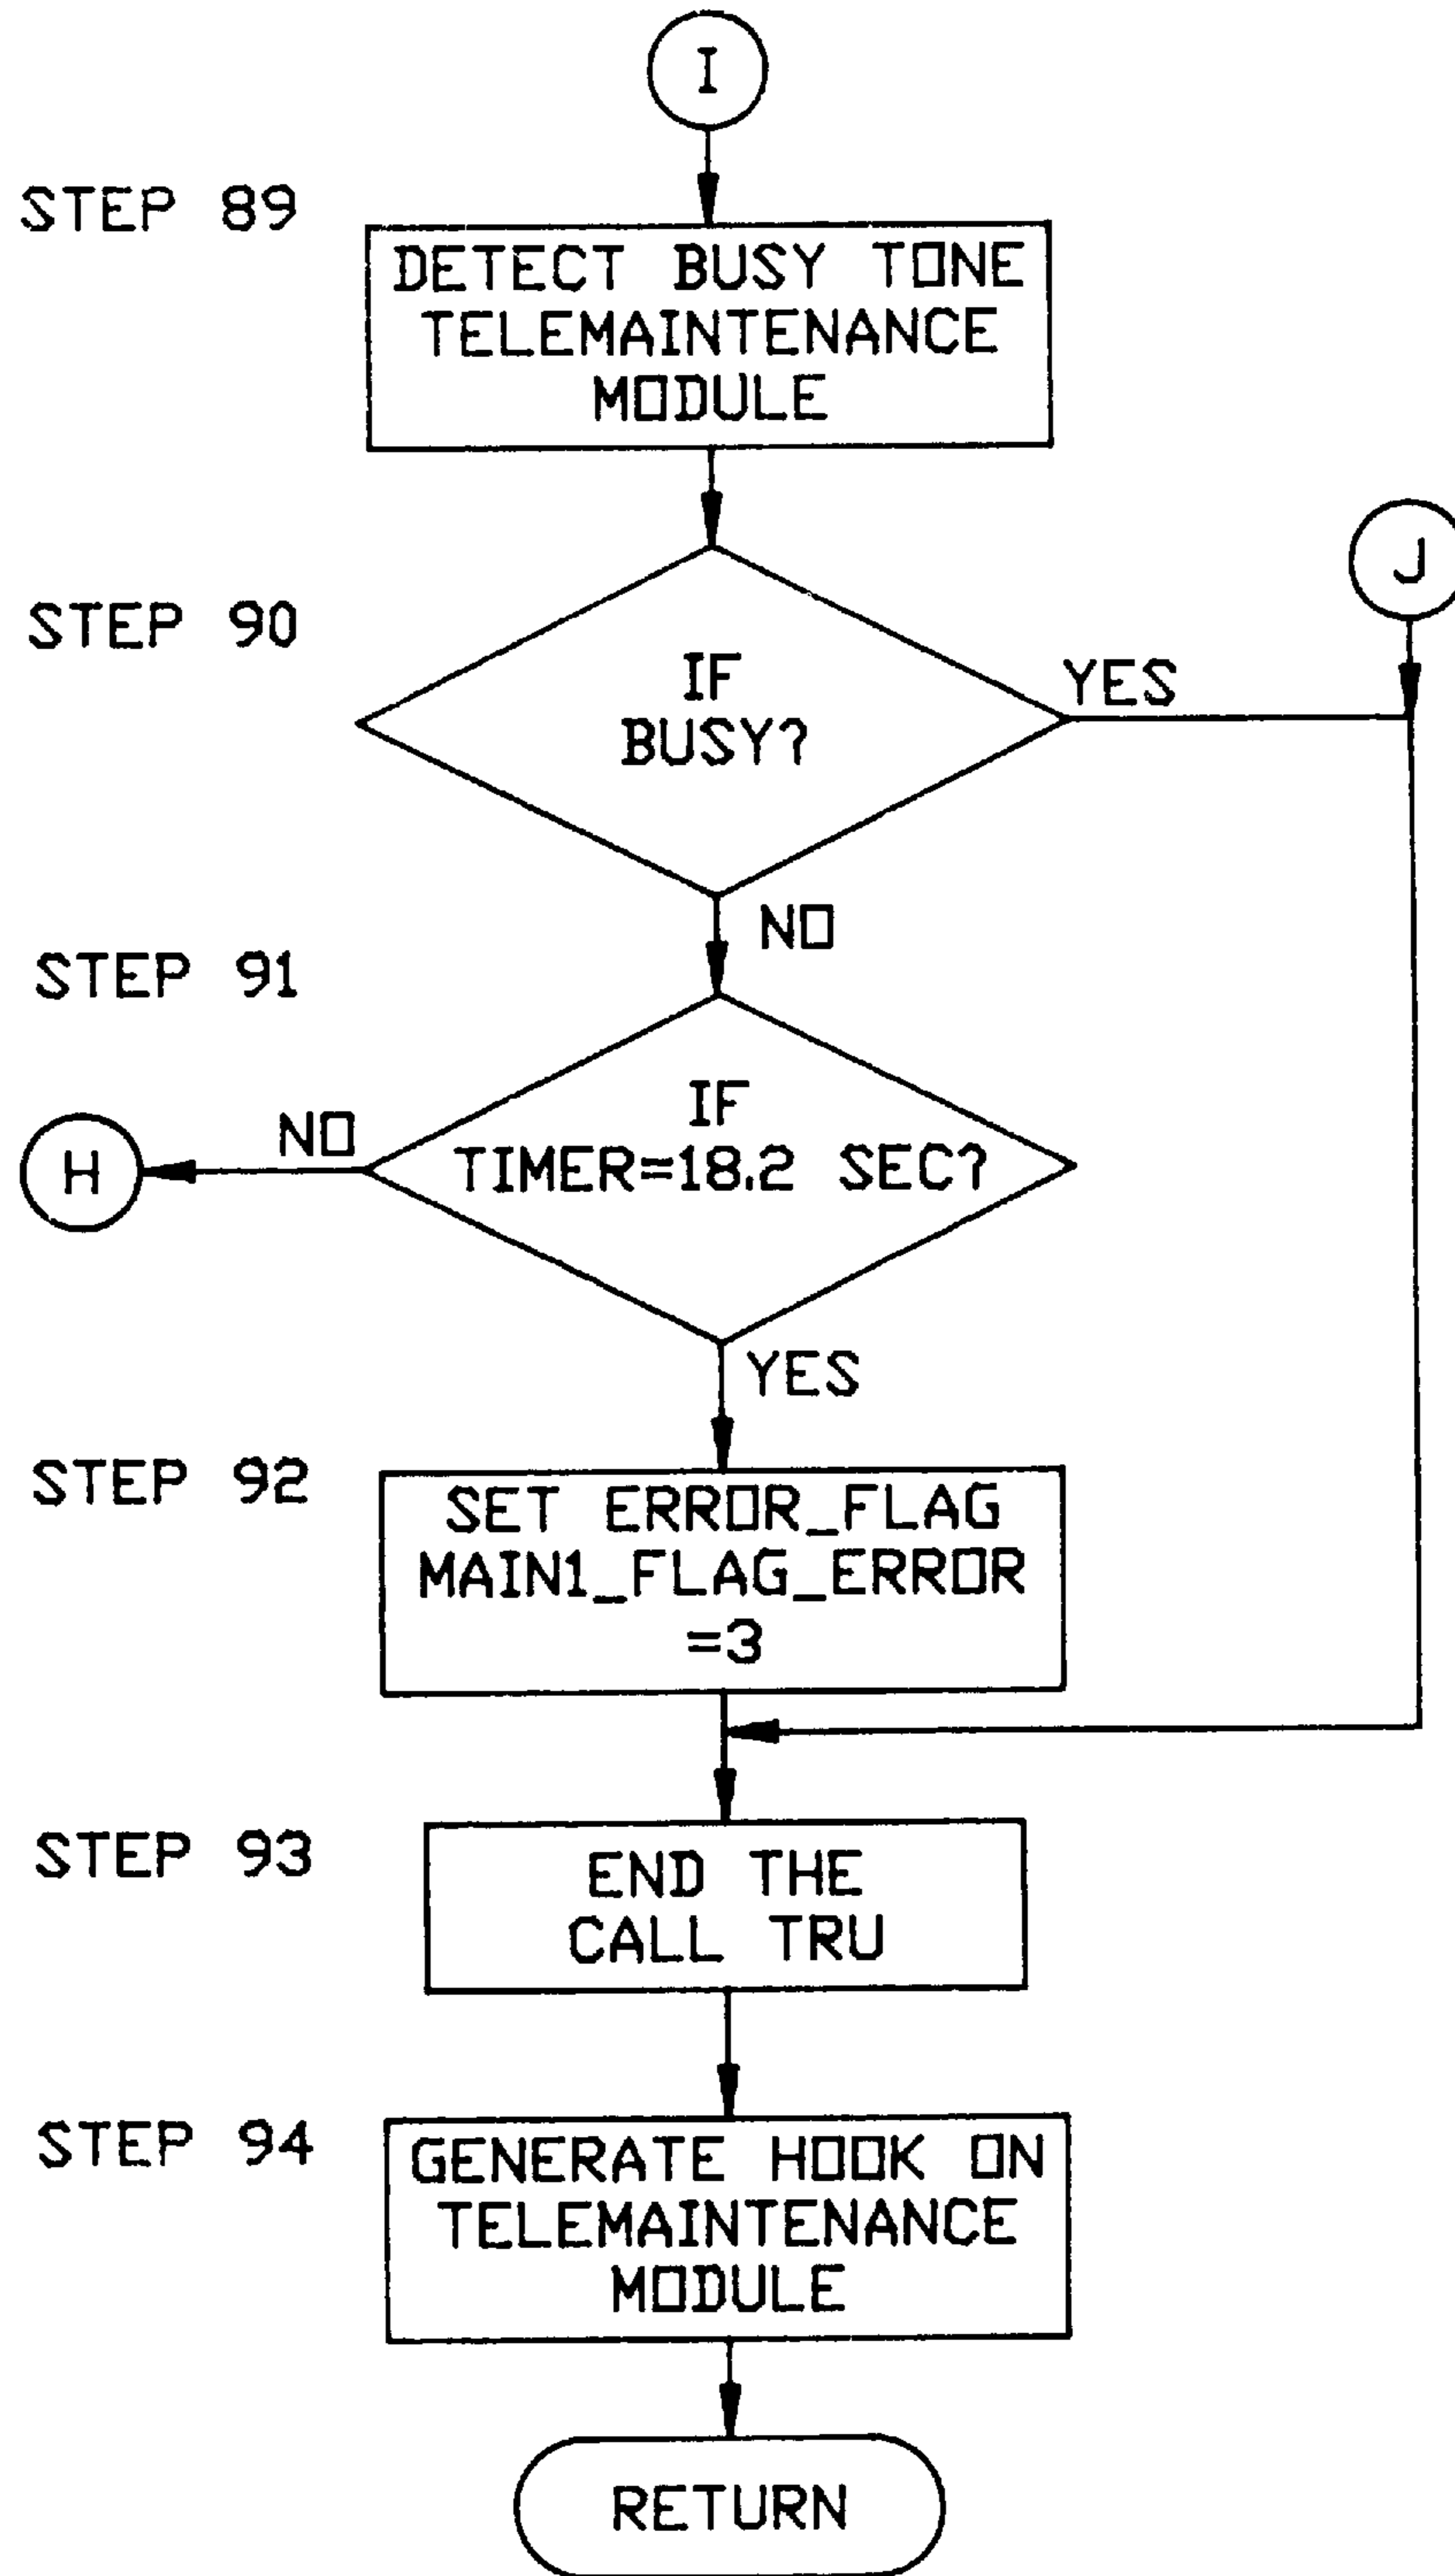 I
STEP 89
DETECT BUSY TONE
TELEMAINTENANCE
MODULE
J
STEP 90
IF
BUSY?
YES
NO
STEP 91
IF
TIMER=18.2 SEC?
NO
H
YES
STEP 92
SET ERROR_FLAG
MAIN1_FLAG_ERROR
=3
STEP 93
END THE
CALL TRU
STEP 94
GENERATE HOOK ON
TELEMAINTENANCE
MODULE
RETURN